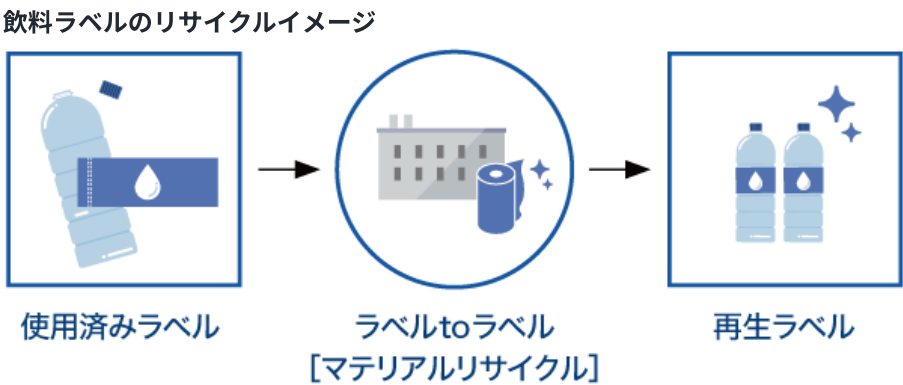 飲料ラベルのリサイクルイメージ
使用済みラベル
ラベルtoラベル
[マテリアルリサイクル]
再生ラベル